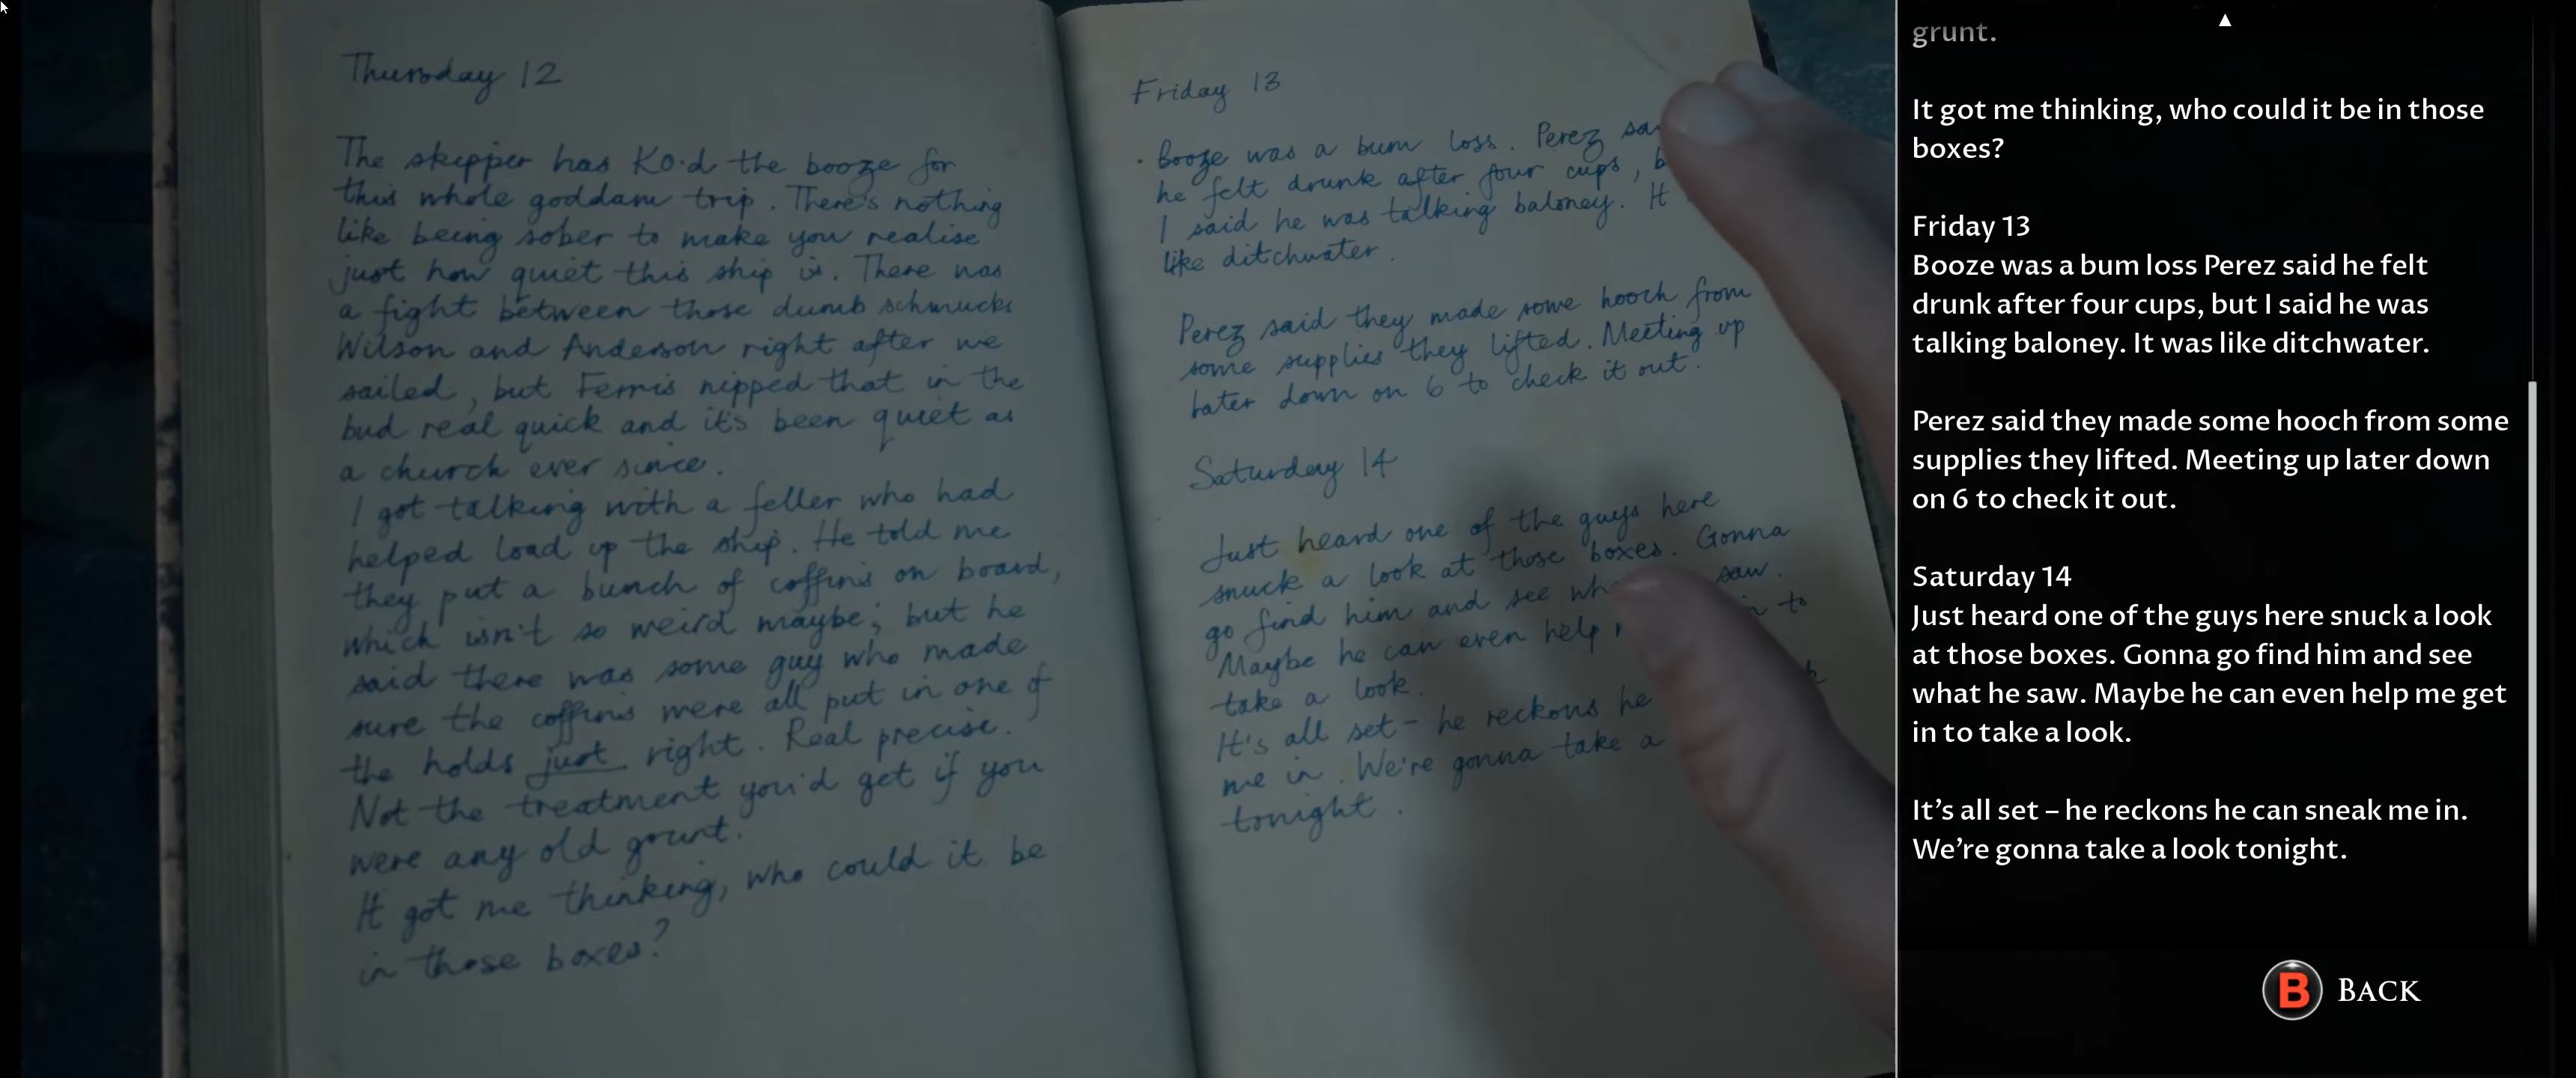 Thursday 12
The skipper has KO'd the booze for
this whole goddam trip. There's nothing
like being sober to make you realise
just how quiet this ship is. There was
a fight between those dumb schmucks
Wilson and Anderson right after we
sailed, but Ferris nipped that in the
bud real quick and it's been quiet as
a church ever since.
I got talking with a feller who had
helped load up the ship. He told me
they put a bunch of coffins on board,
which isn't so weird maybe; but he
said there was some guy who made
sure the coffins were all put in one of
the holds just right. Real precise.
Not the treatment you'd get if you
were any old grunt.
It got me thinking, who could it be
in those boxes?
Friday 13
Booze was a bum loss. Perez
he felt drunk after four cups,
I said he was talking baloney. It
like ditchwater.
Perez said they made some hooch from
some supplies they lifted. Meeting up
later down on 6 to check it out.
Saturday 14
Just heard one of the guys here
snuck a look at those boxes. Gonna
go find him and see saw.
Maybe he can even help to
take a look.
It's all set - he reckons he
me in. We're gonna take a
tonight.
grunt.
It got me thinking, who could it be in those
boxes?
Friday 13
Booze was a bum loss Perez said he felt
drunk after four cups, but I said he was
talking baloney. It was like ditchwater.
Perez said they made some hooch from some
supplies they lifted. Meeting up later down
on 6 to check it out.
Saturday 14
Just heard one of the guys here snuck a look
at those boxes. Gonna go find him and see
what he saw. Maybe he can even help me get
in to take a look.
It's all set – he reckons he can sneak me in.
We're gonna take a look tonight.
B BACK